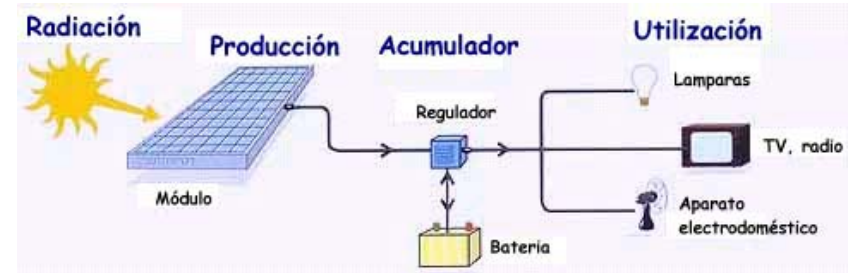 Radiación
Producción
Acumulador
Utilización
Regulador
Lamparas
TV, radio
Módulo
Bateria
Aparato
electrodoméstico